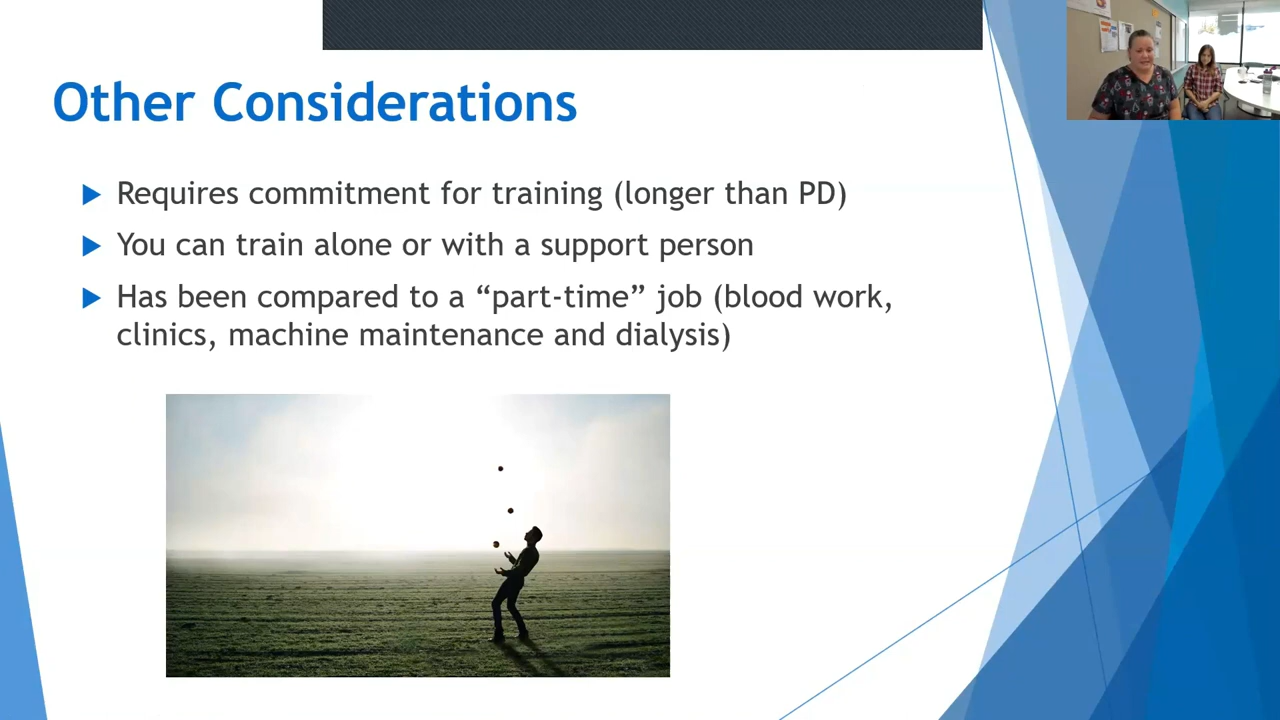 Other Considerations
Requires commitment for training (longer than PD)
You can train alone or with a support person
Has been compared to a “part-time” job (blood work,
clinics, machine maintenance and dialysis)